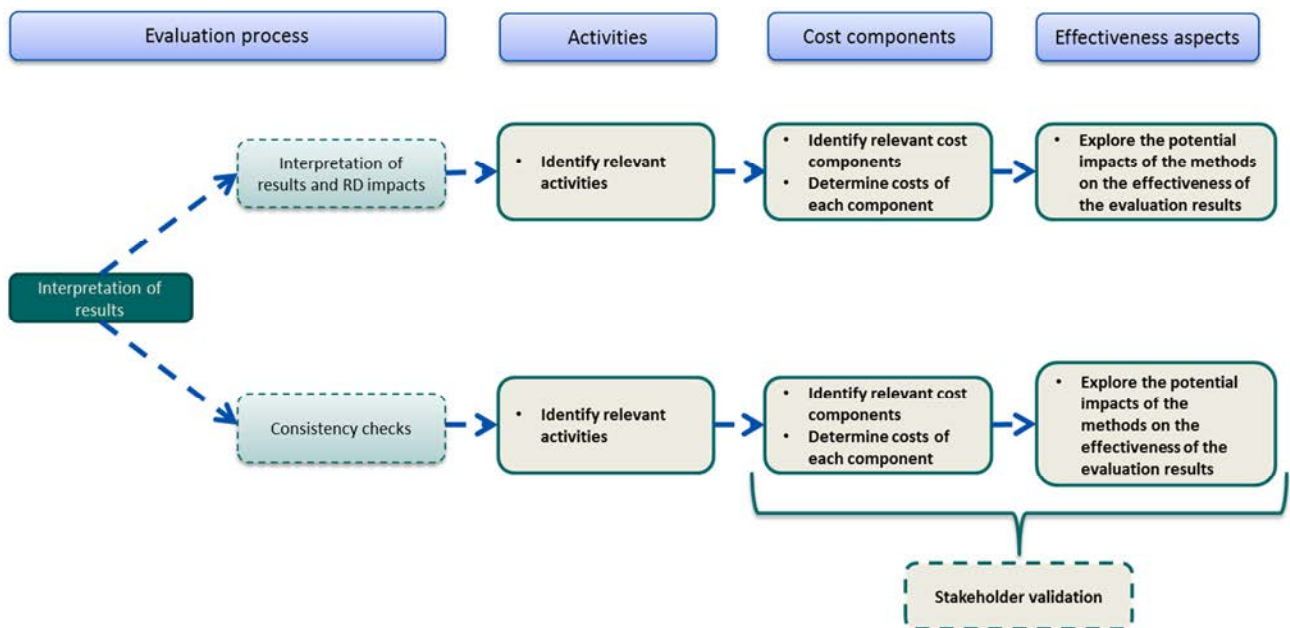 Evaluation process
Activities
Cost components
Effectiveness aspects
Interpretation of
results and RD impacts
• Identify relevant
activities
• Identify relevant cost
components
• Determine costs of
each component
• Explore the potential
impacts of the methods
on the effectiveness of
the evaluation results
Interpretation of
results
Consistency checks
• Identify relevant
activities
• Identify relevant cost
components
• Determine costs of
each component
• Explore the potential
impacts of the
methods on the
effectiveness of the
evaluation results
Stakeholder validation